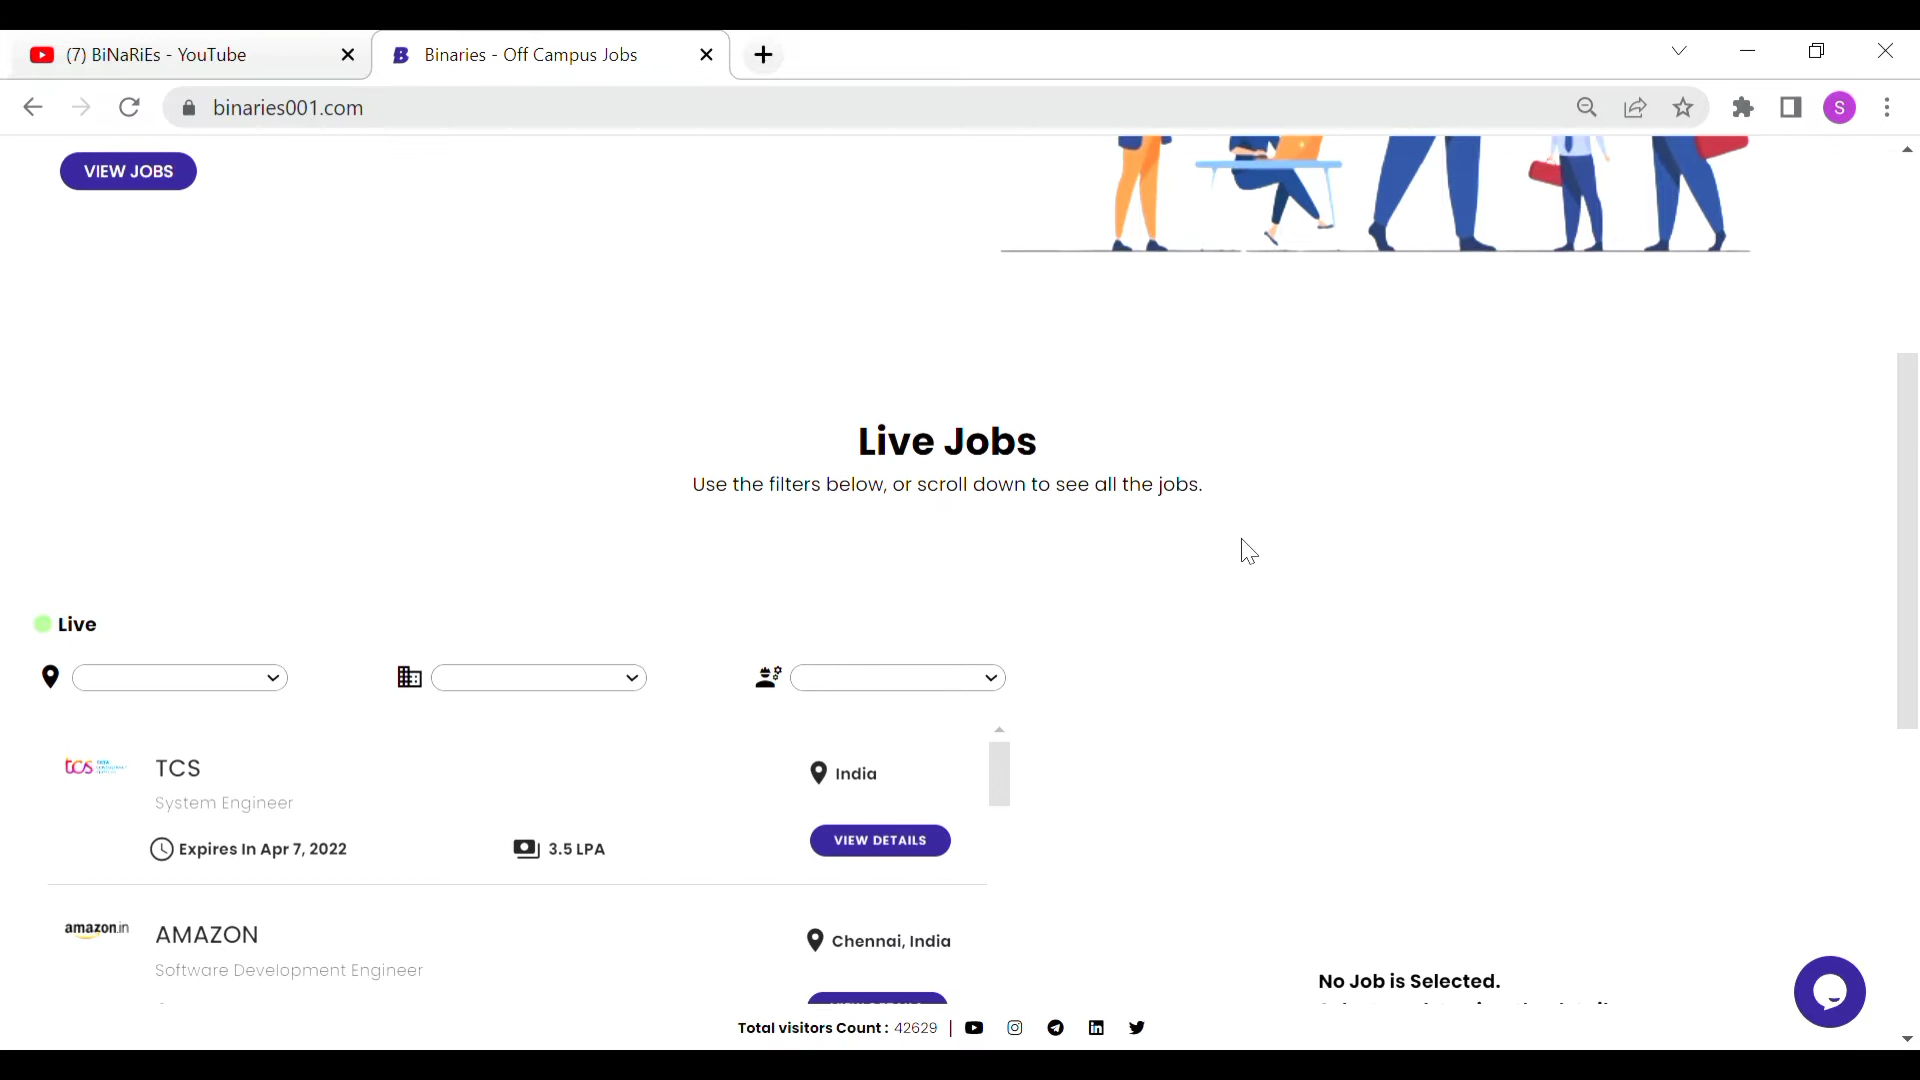 (7) BiNaRiEs - YouTube
Binaries - Off Campus Jobs
binaries001.com
S
VIEW JOBS
Live Jobs
Use the filters below, or scroll down to see all the jobs.
Live
tcs
TCS
India
System Engineer
Expires In Apr 7, 2022
3.5 LPA
VIEW DETAILS
amazon.in
AMAZON
Chennai, India
Software Development Engineer
No Job is Selected.
Total visitors Count : 42629